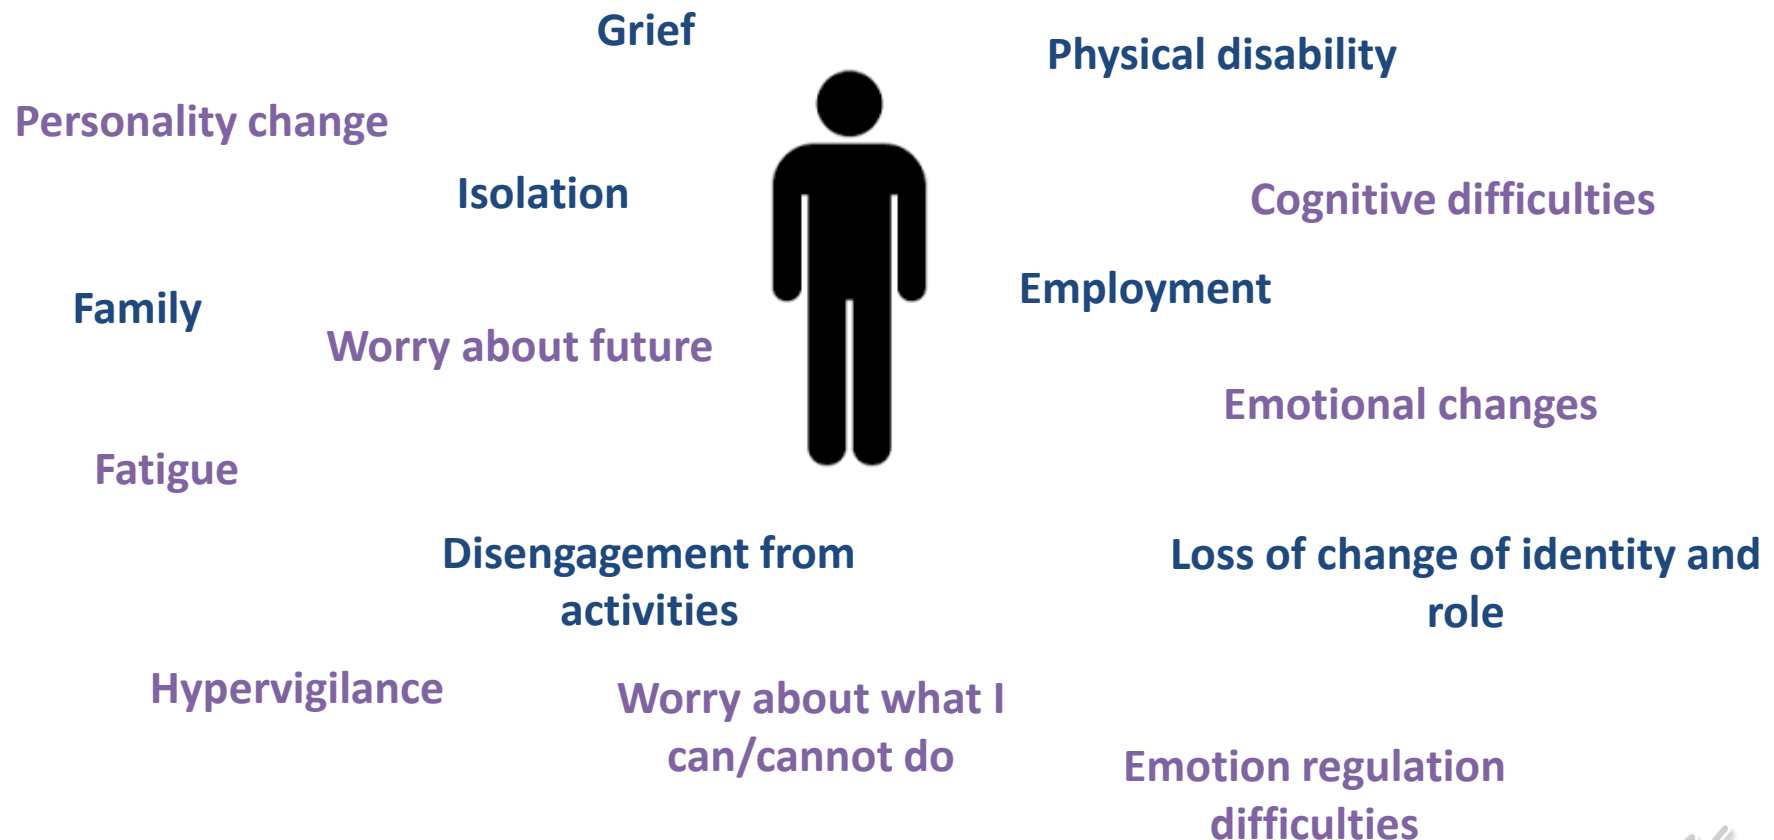 Grief
Physical disability
Personality change
Isolation
Cognitive difficulties
Employment
Family
Worry about future
Emotional changes
Fatigue
Disengagement from
activities
Loss of change of identity and
role
Hypervigilance
Worry about what I
can/cannot do
Emotion regulation
difficulties